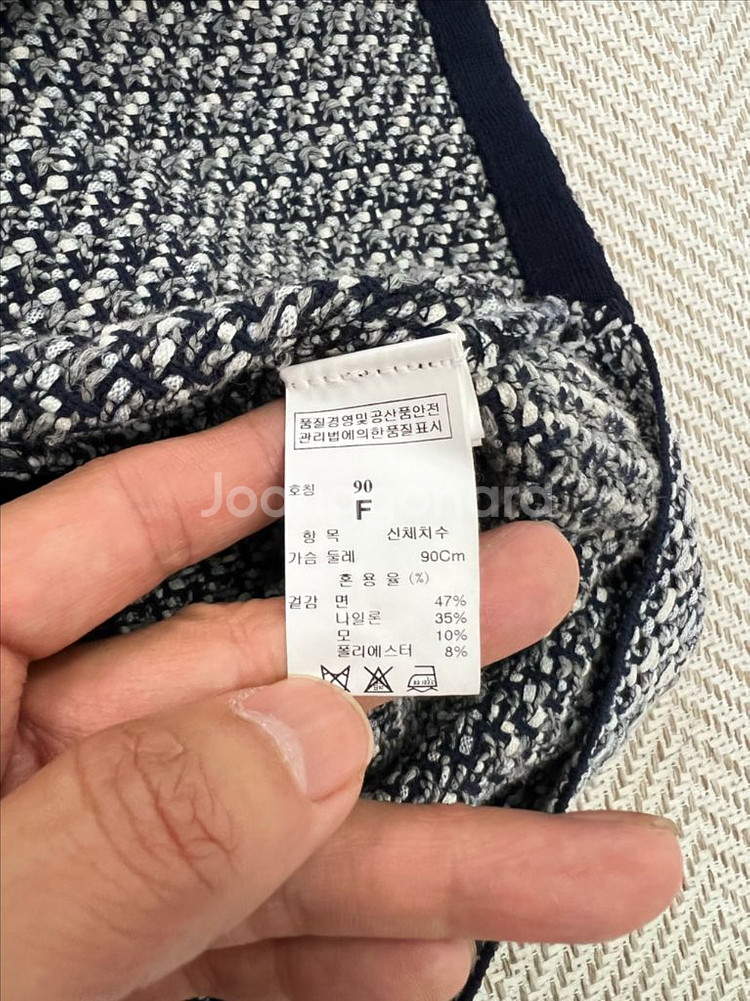 품질경영및공산품안전
관리법에의한품질표시
호칭 90
F
항 목 신체치수
가슴 둘레 90Cm
혼 용 율 (%)
겉감 면 47%
나일론 35%
모 10%
폴리에스터 8%